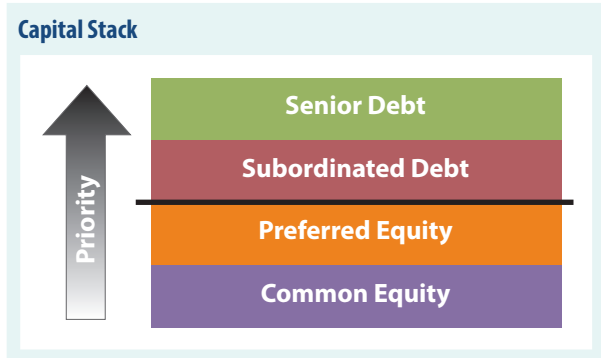 Capital Stack
Priority
Senior Debt
Subordinated Debt
Preferred Equity
Common Equity